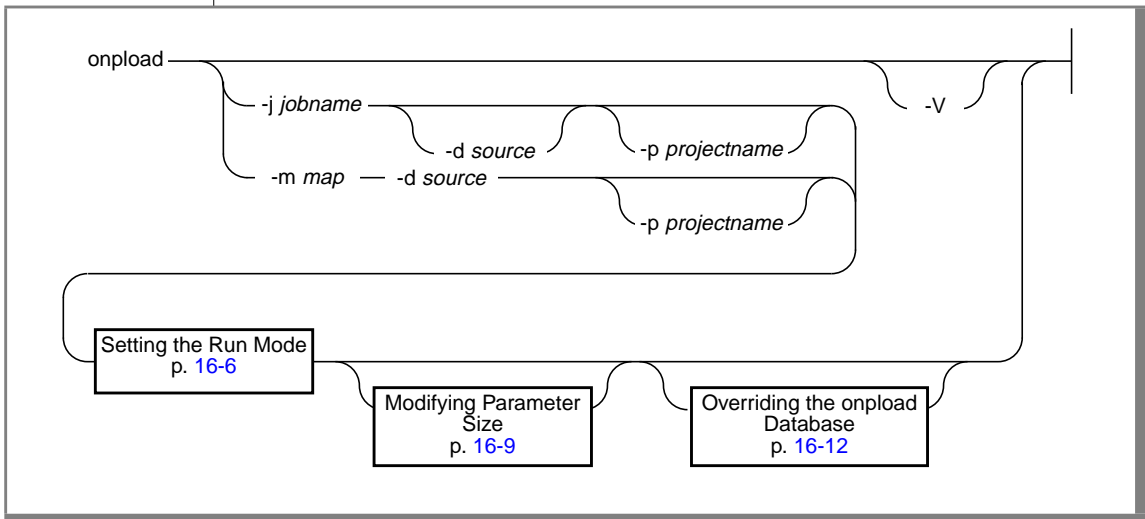 onpload
-V
-j jobname
-d source
-p projectname
-m map
-d source
-p projectname
Setting the Run Mode
p. 16-6
Modifying Parameter
Size
p. 16-9
Overriding the onpload
Database
p. 16-12